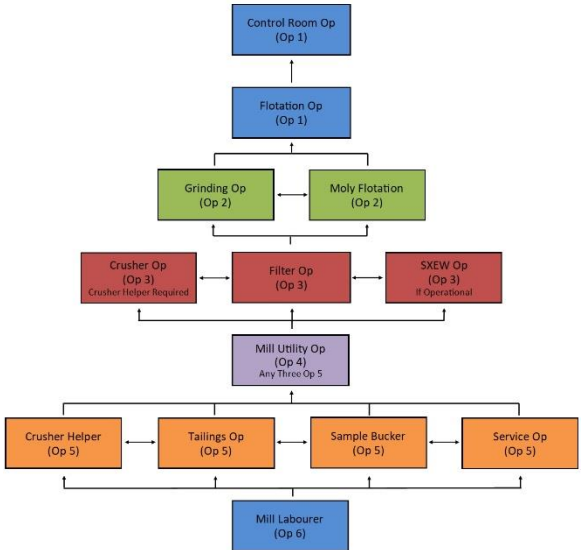 Control Room Op
(Op 1)
Flotation Op
(Op 1)
Grinding Op
(Op 2)
Moly Flotation
(Op 2)
Crusher Op
(Op 3)
Crusher Helper Required
Filter Op
(Op 3)
SXEW Op
(Op 3)
If Operational
Mill Utility Op
(Op 4)
Any Three Op 5
Crusher Helper
(Op 5)
Tailings Op
(Op 5)
Sample Bucker
(Op 5)
Service Op
(Op 5)
Mill Labourer
(Op 6)